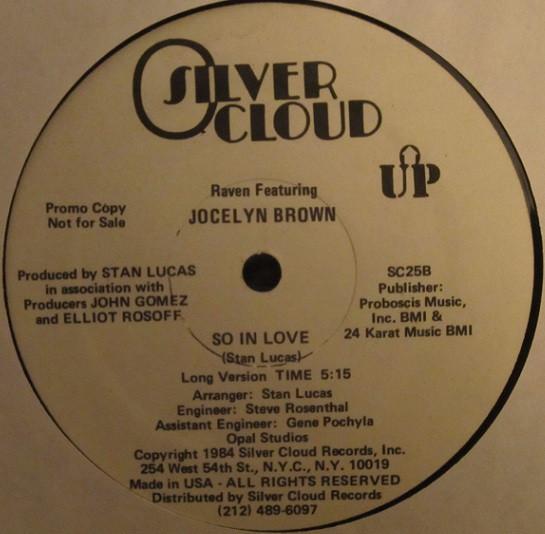 SILVER
CLOUD
UP
Raven Featuring
JOCELYN BROWN
Promo Copy
Not for Sale
Produced by STAN LUCAS
in association with
Producers JOHN GOMEZ
and ELLIOT ROSOFF
SC25B
Publisher:
Proboscis Music,
Inc. BMI &
24 Karat Music BMI
SO IN LOVE
(Stan Lucas)
Long Version TIME 5:15
Arranger: Stan Lucas
Engineer: Steve Rosenthal
Assistant Engineer: Gene Pochyla
Opal Studios
Copyright 1984 Silver Cloud Records, Inc.
254 West 54th St., N.Y.C., N.Y. 10019
Made in USA - ALL RIGHTS RESERVED
Distributed by Silver Cloud Records
(212) 489-6097